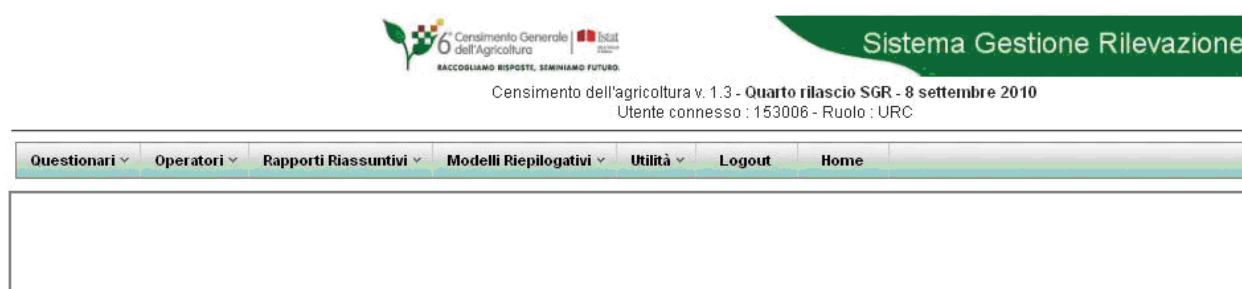 6° Censimento Generale
dell'Agricoltura
Istat
RACCOGLIAMO RISPOSTE, SEMINIAMO FUTURO.
Sistema Gestione Rilevazione
Censimento dell'agricoltura v. 1.3 - Quarto rilascio SGR - 8 settembre 2010
Utente connesso : 153006 - Ruolo : URC
Questionari Operatori Rapporti Riassuntivi Modelli Riepilogativi Utilità Logout Home